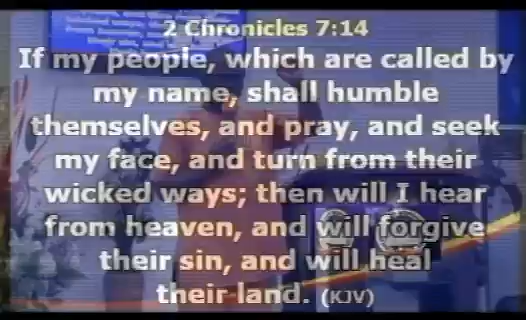 2 Chronicles 7:14
If my people, which are called by
my name, shall humble
themselves, and pray, and seek
my face, and turn from their
wicked ways; then will I hear
from heaven, and will forgive
their sin, and will heal
their land. (KJV)